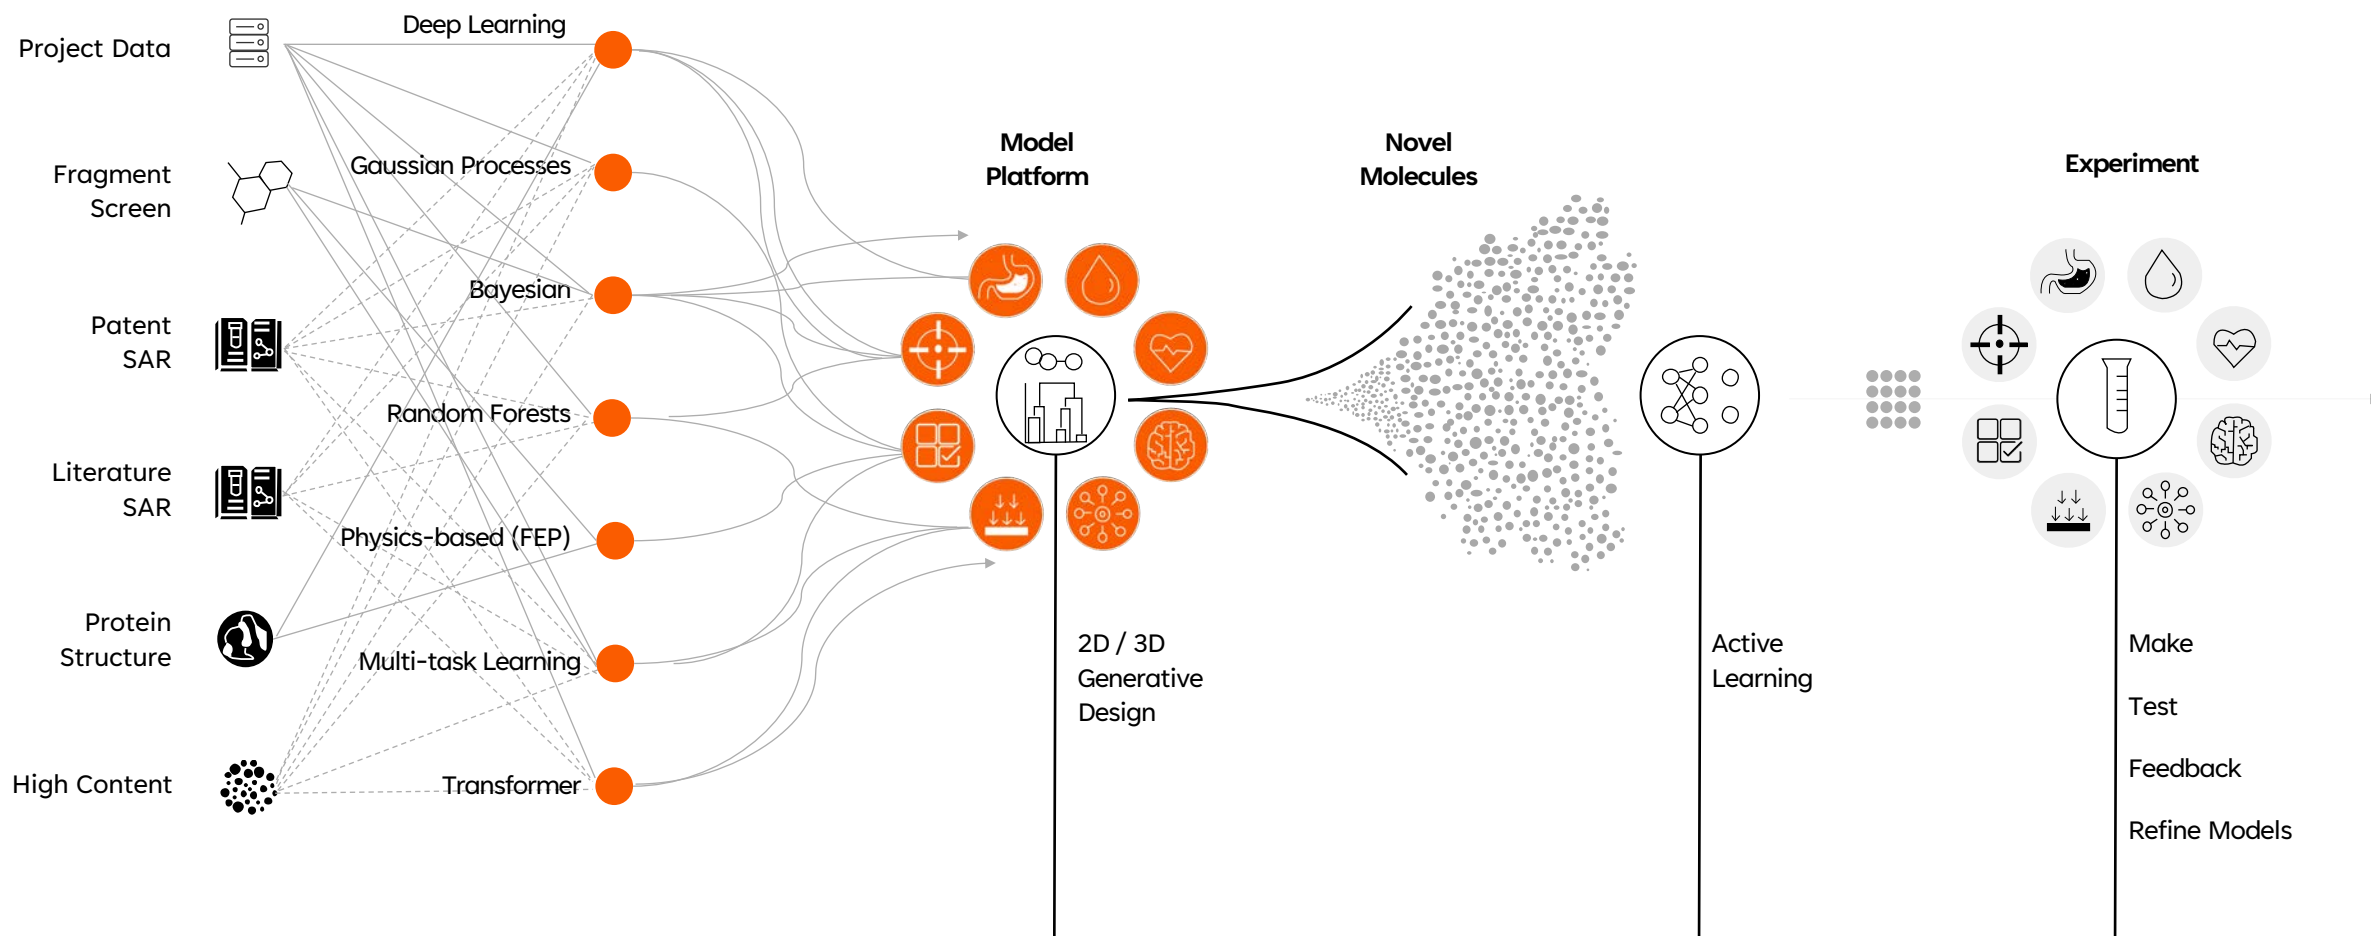 Project Data
Fragment
Screen
Patent
SAR
Literature
SAR
Protein
Structure
High Content
Deep Learning
Gaussian Processes
Bayesian
Random Forests
Physics-based (FEP)
Multi-task Learning
Transformer
Model
Platform
2D / 3D
Generative
Design
Novel
Molecules
Active
Learning
Experiment
Make
Test
Feedback
Refine Models